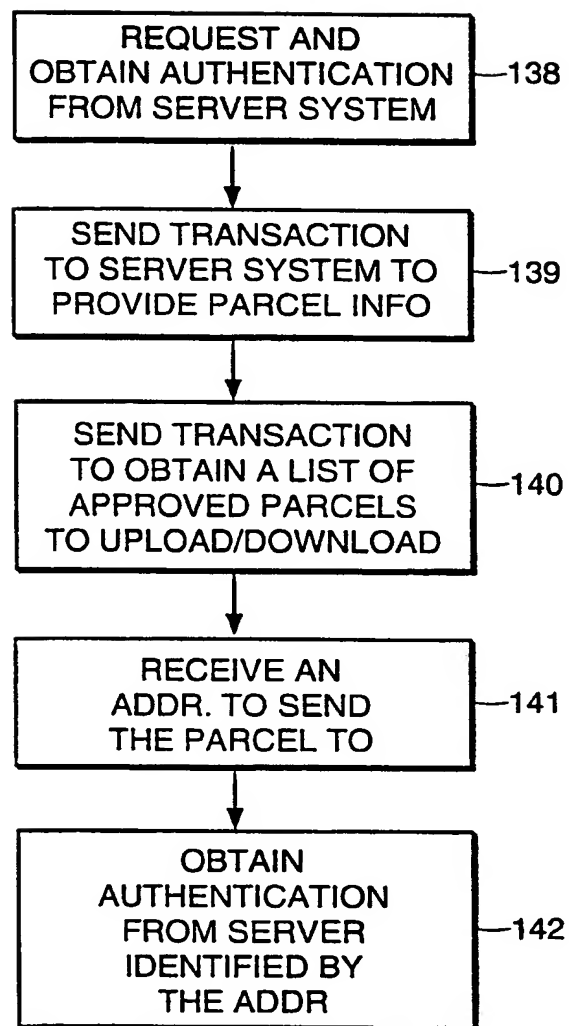 REQUEST AND
OBTAIN AUTHENTICATION
FROM SERVER SYSTEM
138
SEND TRANSACTION
TO SERVER SYSTEM TO
PROVIDE PARCEL INFO
139
SEND TRANSACTION
TO OBTAIN A LIST OF
APPROVED PARCELS
TO UPLOAD/DOWNLOAD
140
RECEIVE AN
ADDR. TO SEND
THE PARCEL TO
141
OBTAIN
AUTHENTICATION
FROM SERVER
IDENTIFIED BY
THE ADDR
142